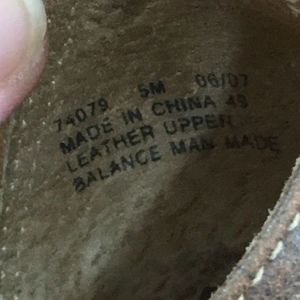 74079 5M 06/07
MADE IN CHINA 49
LEATHER UPPER
BALANCE MAN MADE